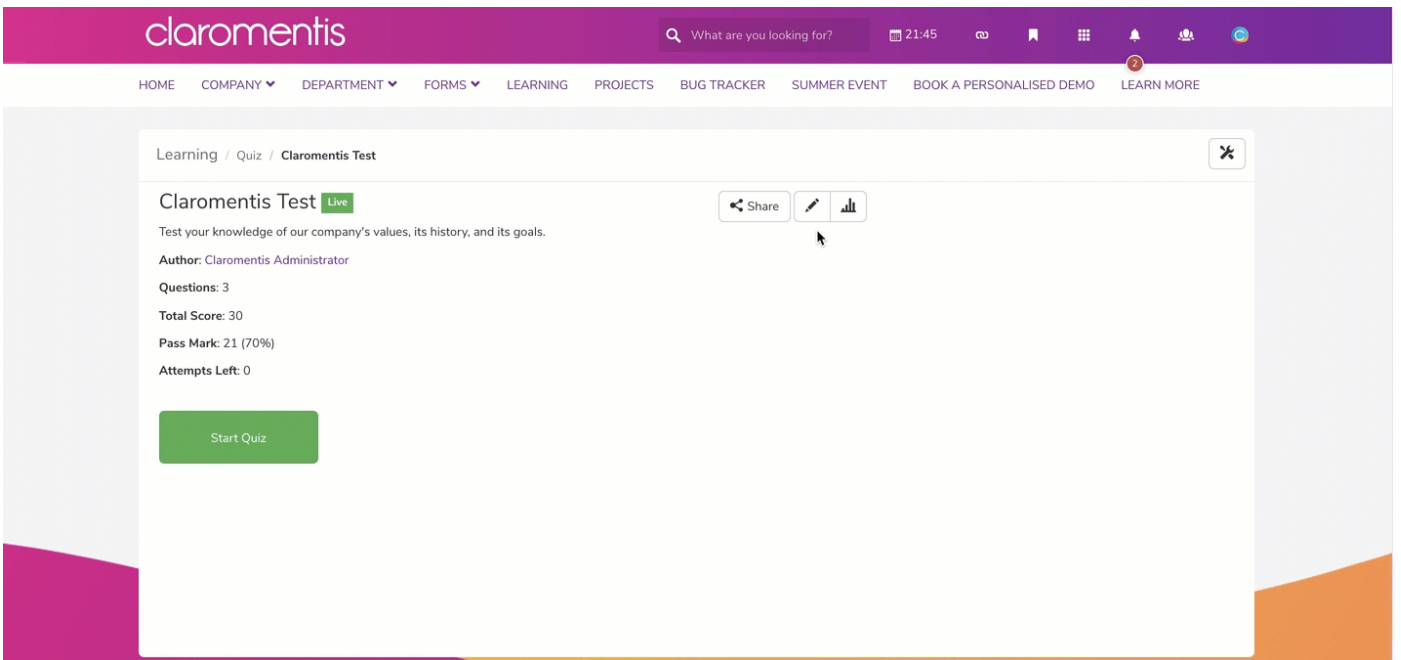 claromentis
What are you looking for?
21:45
2
HOME COMPANY DEPARTMENT FORMS LEARNING PROJECTS BUG TRACKER SUMMER EVENT BOOK A PERSONALISED DEMO LEARN MORE
Learning / Quiz / Claromentis Test
Claromentis Test Live
Share
Test your knowledge of our company's values, its history, and its goals.
Author: Claromentis Administrator
Questions: 3
Total Score: 30
Pass Mark: 21 (70%)
Attempts Left: 0
Start Quiz